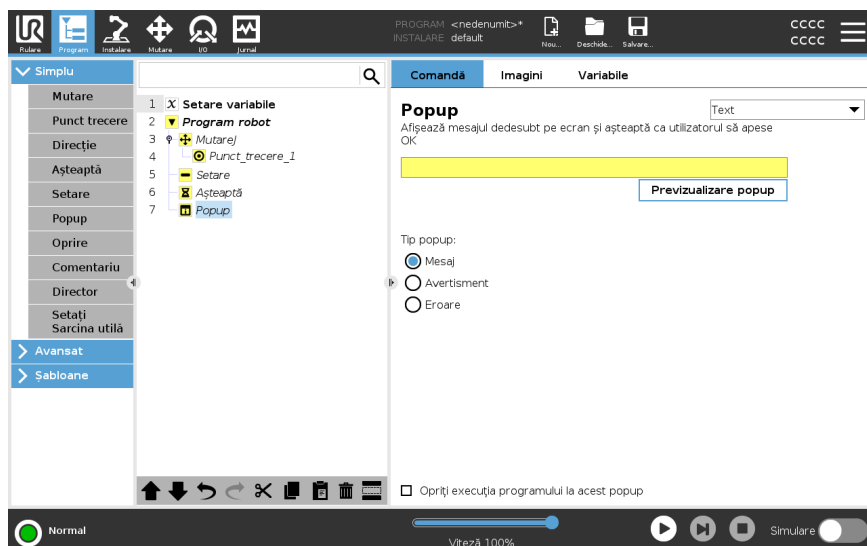 UR
Rulare
Program
Instalare
Mutare
I/O
Jurnal
PROGRAM <nedenumit>*
INSTALARE default
Nou...
Deschide...
Salvare...
CCCC
CCCC
Simplu
Mutare
Punct trecere
Direcție
Așteaptă
Setare
Popup
Oprire
Comentariu
Director
Setați
Sarcina utilă
Avansat
Șabloane
1 X Setare variabile
2 Program robot
3 MutareJ
4 Punct_trecere_1
5 Setare
6 Așteaptă
7 Popup
Comandă Imagini Variabile
Popup
Text
Afișează mesajul dedesubt pe ecran și așteaptă ca utilizatorul să apese
OK
Previzualizare popup
Tip popup:
Mesaj
Avertisment
Eroare
Opriți execuția programului la acest popup
Normal
Viteză 100%
Simulare